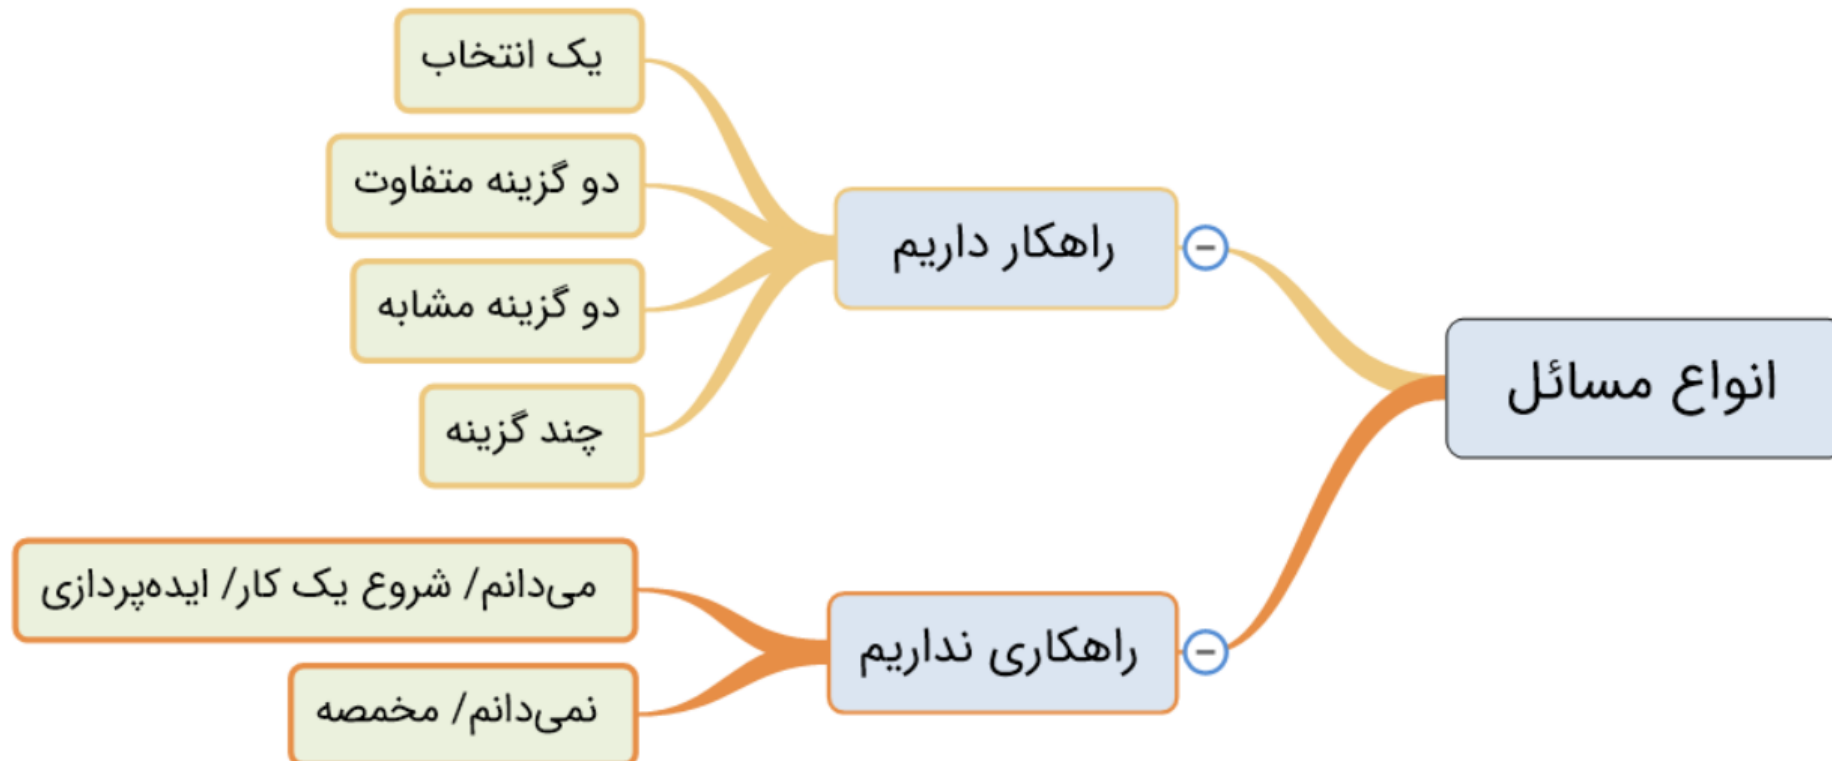 انواع مسائل
راهکار داریم
یک انتخاب
دو گزینه متفاوت
دو گزینه مشابه
چند گزینه
راهکاری نداریم
می‌دانم/ شروع یک کار/ ایده‌پردازی
نمی‌دانم/ مخمصه